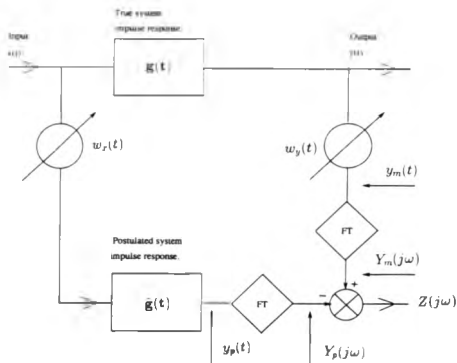 True system
impulse response.
Input
Output
g(t)
w_x(t)
w_y(t)
y_m(t)
FT
Y_m(jω)
Postulated system
impulse response.
ĝ(t)
FT
−
+
Z(jω)
y_p(t)
Y_p(jω)